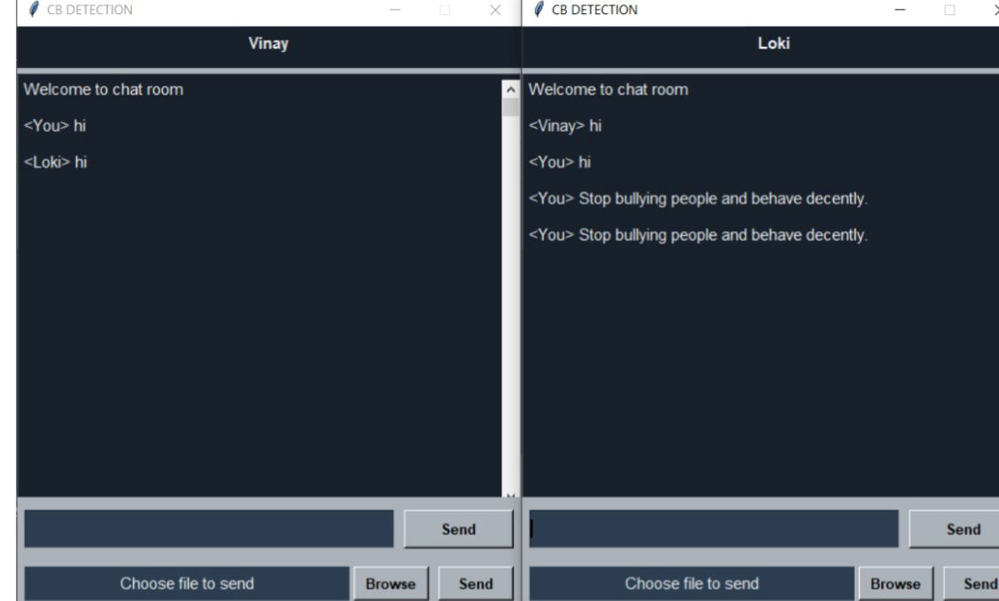 CB DETECTION
Vinay
Welcome to chat room
<You> hi
<Loki> hi
Send
Choose file to send
Browse
Send
CB DETECTION
Loki
Welcome to chat room
<Vinay> hi
<You> hi
<You> Stop bullying people and behave decently.
<You> Stop bullying people and behave decently.
Send
Choose file to send
Browse
Send